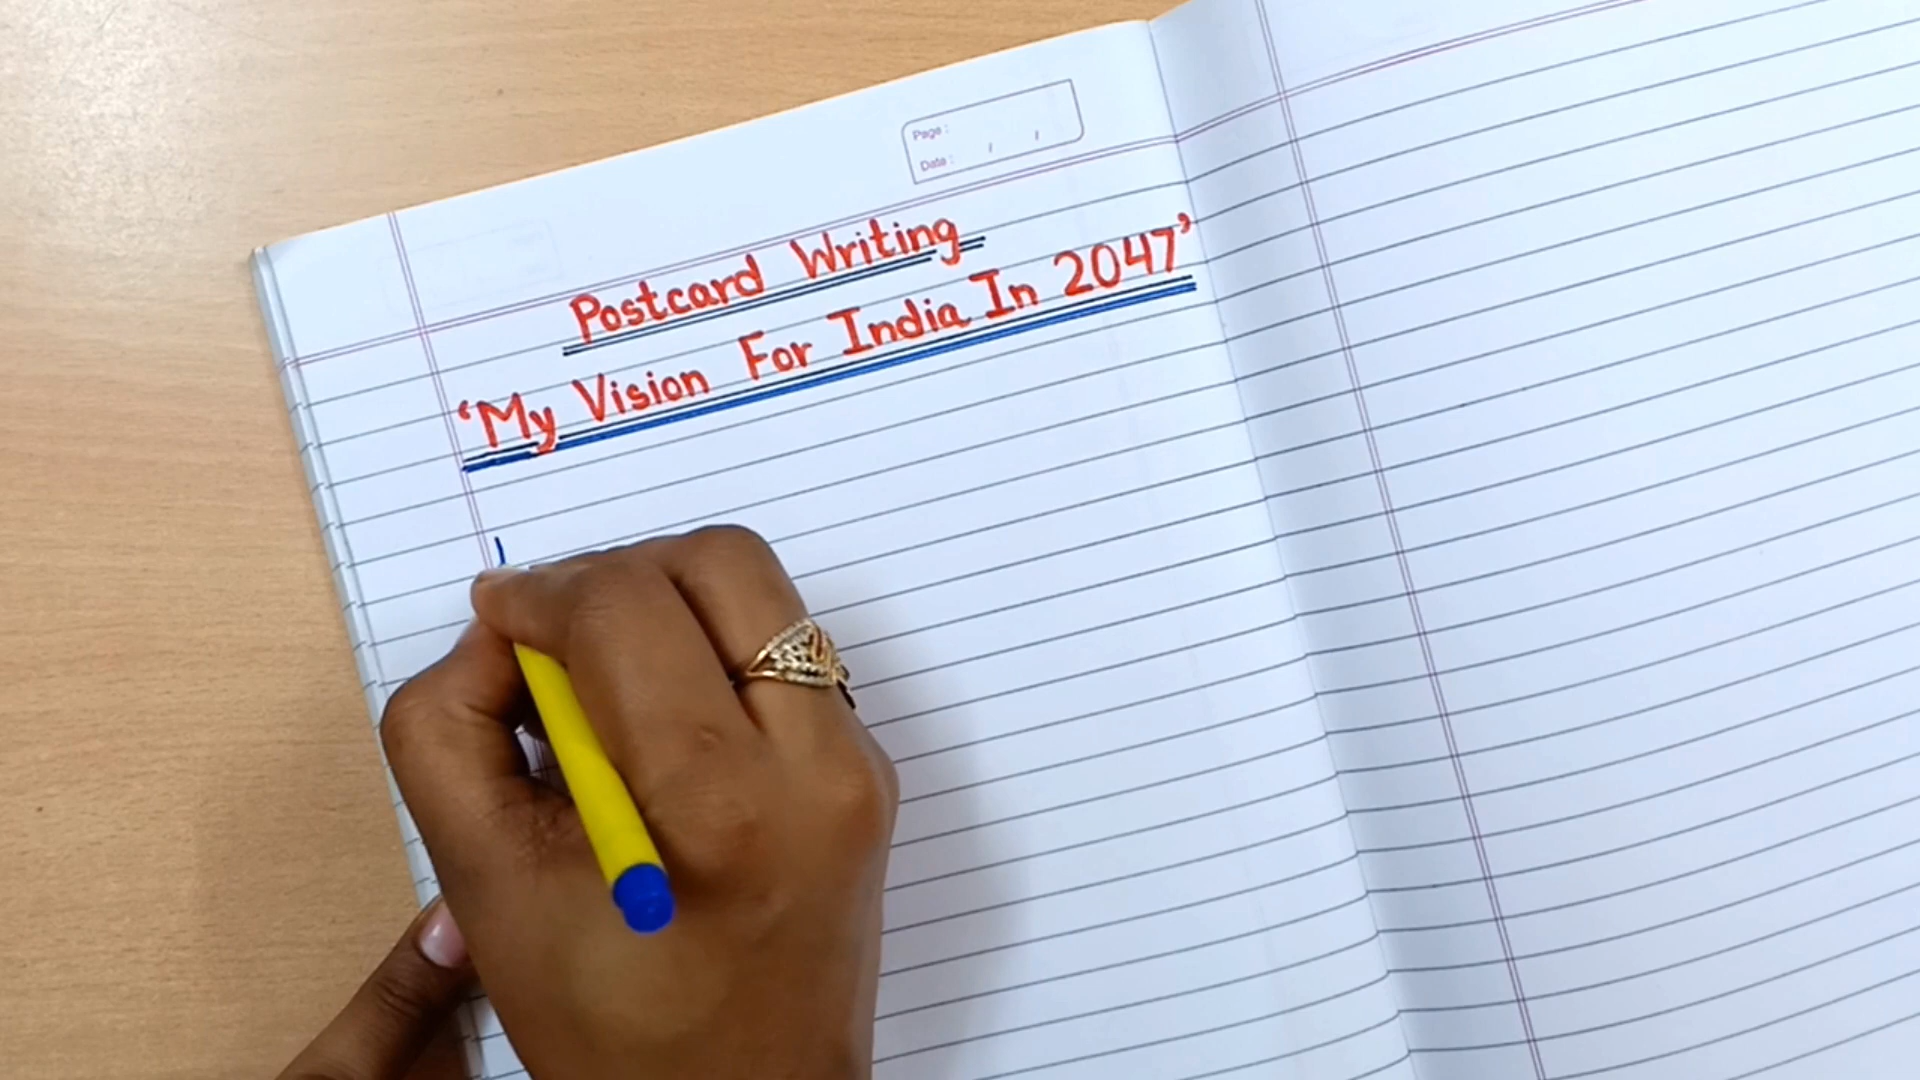 Page :
Date : / /
Postcard Writing
‘My Vision For India In 2047’